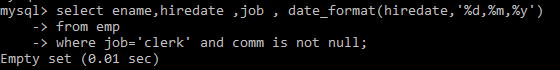 mysql> select ename,hiredate ,job , date_format(hiredate,'%d,%m,%y')
-> from emp
-> where job='clerk' and comm is not null;
Empty set (0.01 sec)